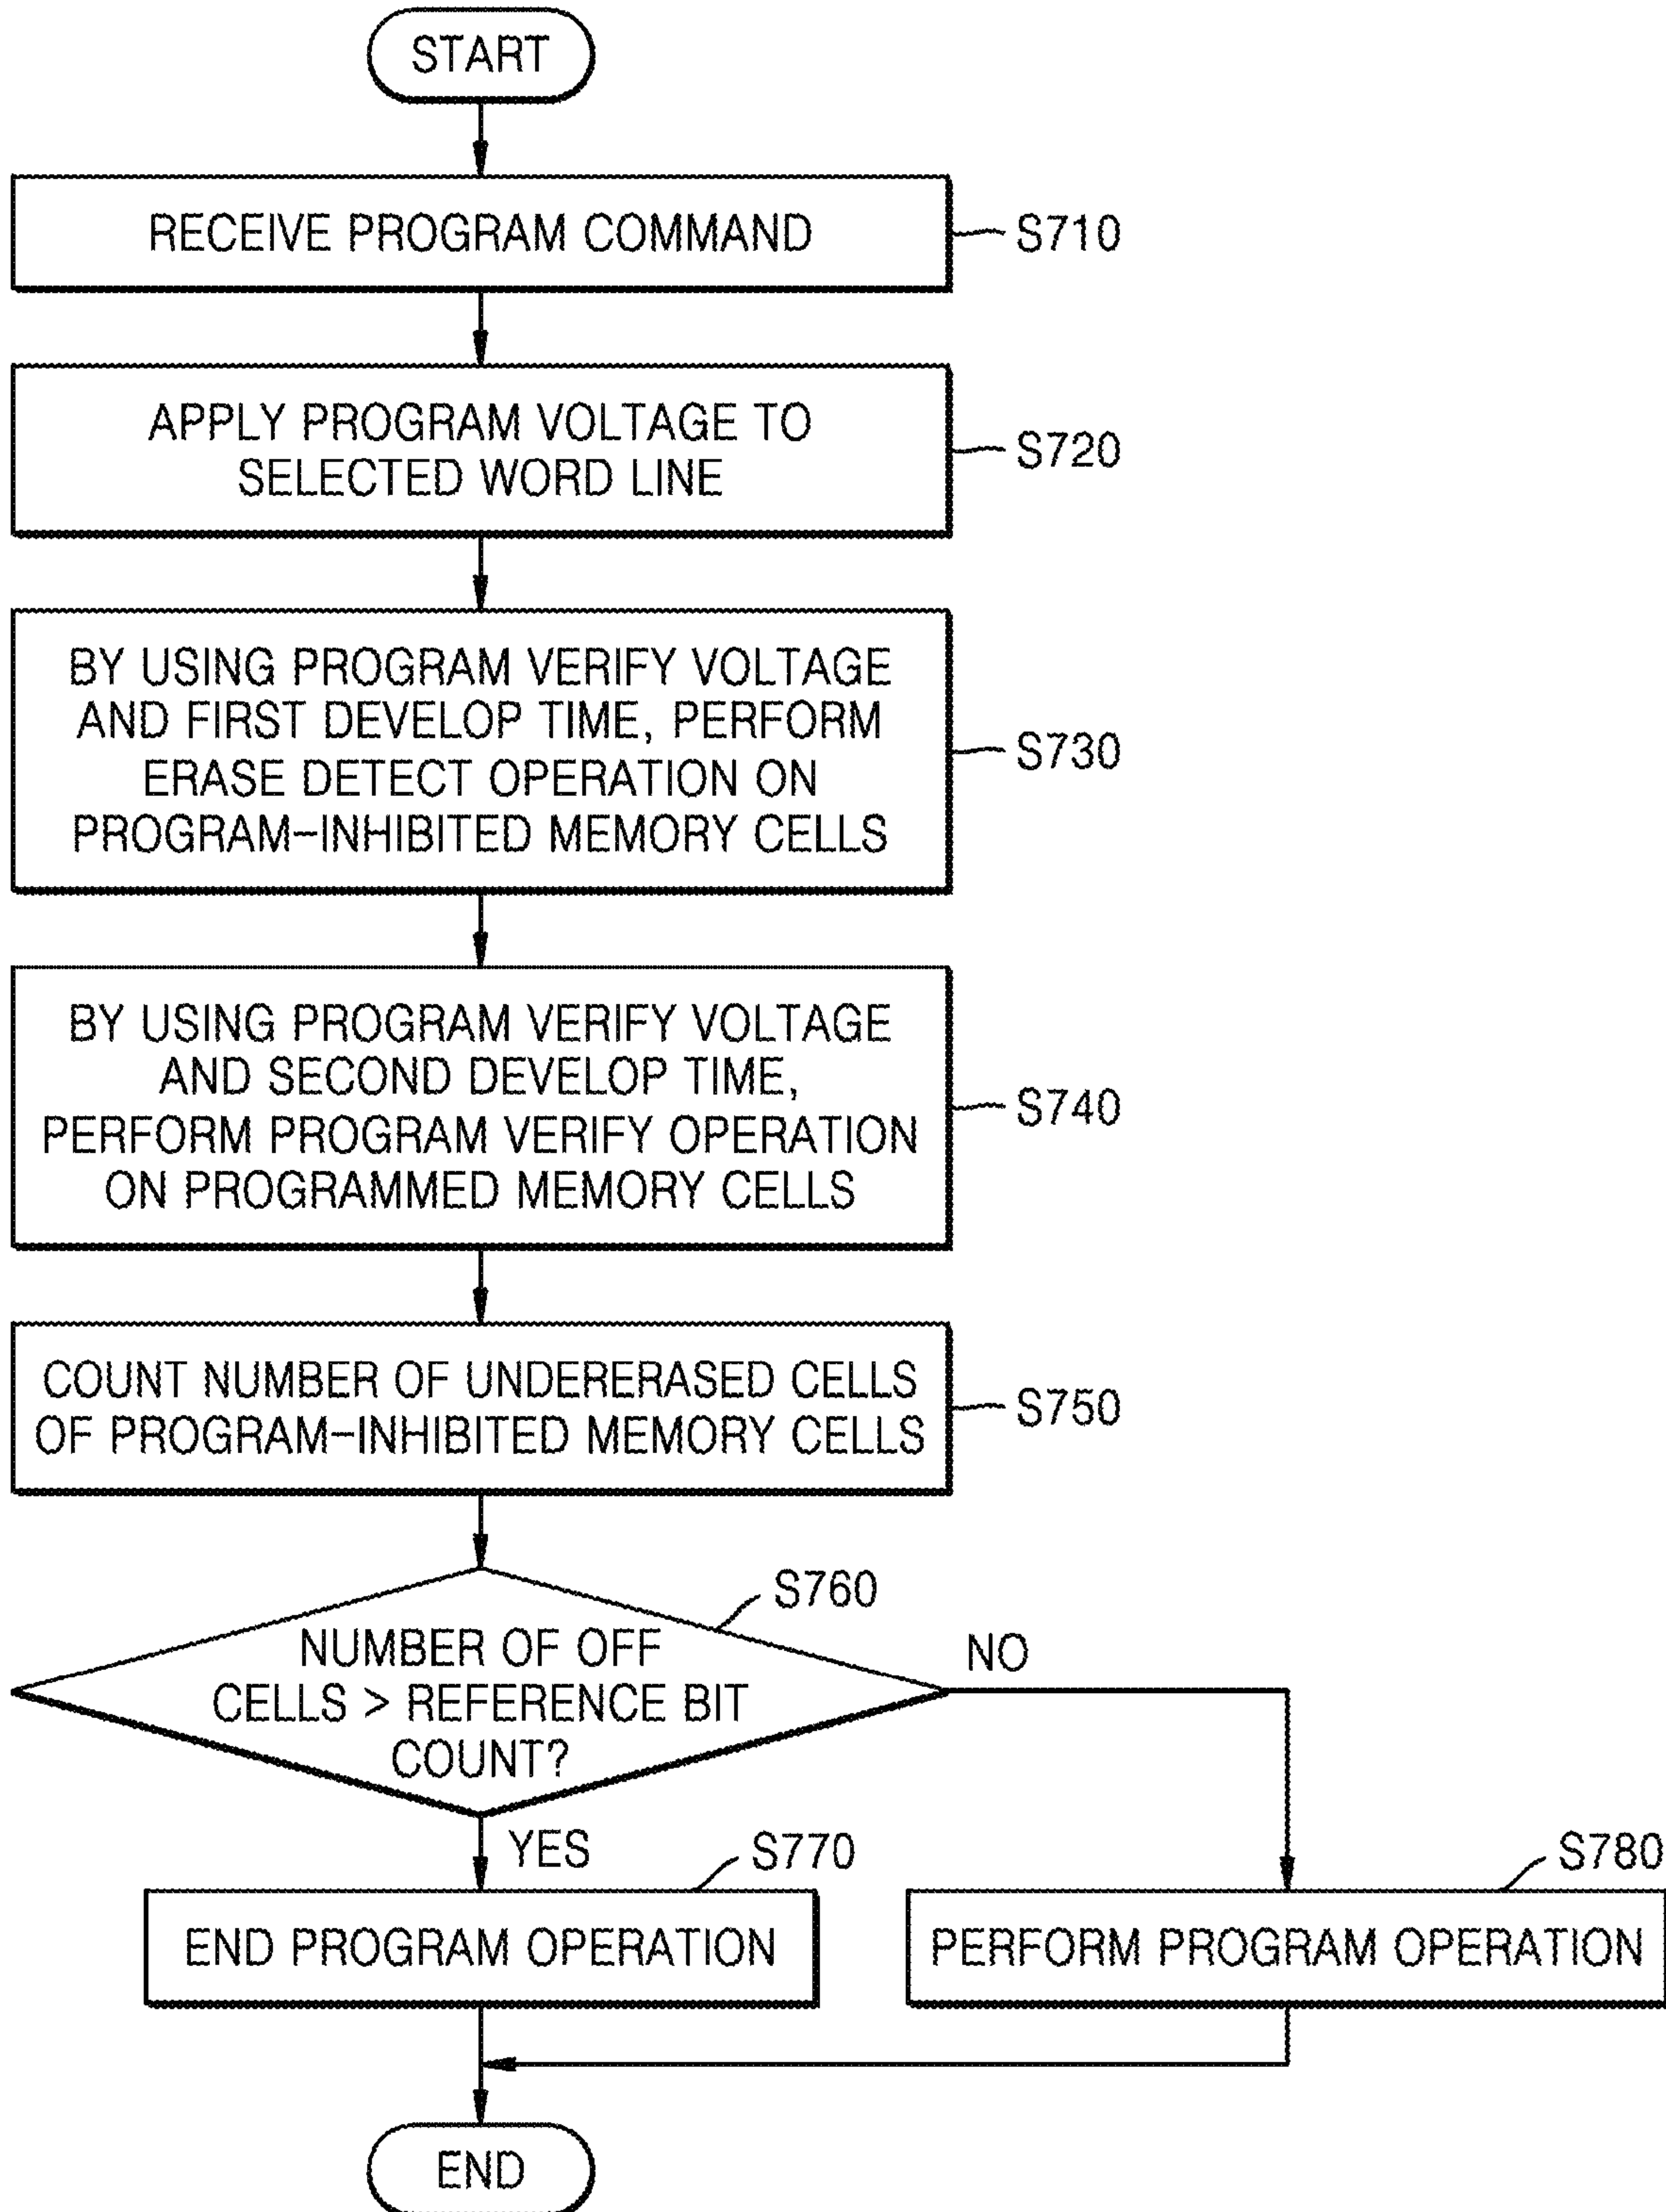 START
RECEIVE PROGRAM COMMAND
S710
APPLY PROGRAM VOLTAGE TO
SELECTED WORD LINE
S720
BY USING PROGRAM VERIFY VOLTAGE
AND FIRST DEVELOP TIME, PERFORM
ERASE DETECT OPERATION ON
PROGRAM-INHIBITED MEMORY CELLS
S730
BY USING PROGRAM VERIFY VOLTAGE
AND SECOND DEVELOP TIME,
PERFORM PROGRAM VERIFY OPERATION
ON PROGRAMMED MEMORY CELLS
S740
COUNT NUMBER OF UNDERERASED CELLS
OF PROGRAM-INHIBITED MEMORY CELLS
S750
S760
NUMBER OF OFF
CELLS > REFERENCE BIT
COUNT?
NO
YES
S770
END PROGRAM OPERATION
S780
PERFORM PROGRAM OPERATION
END